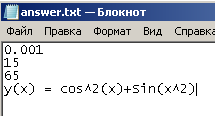 answer.txt — Блокнот
Файл Правка Формат Вид Справка
0.001
15
65
y(x) = cos^2(x)+Sin(x^2)